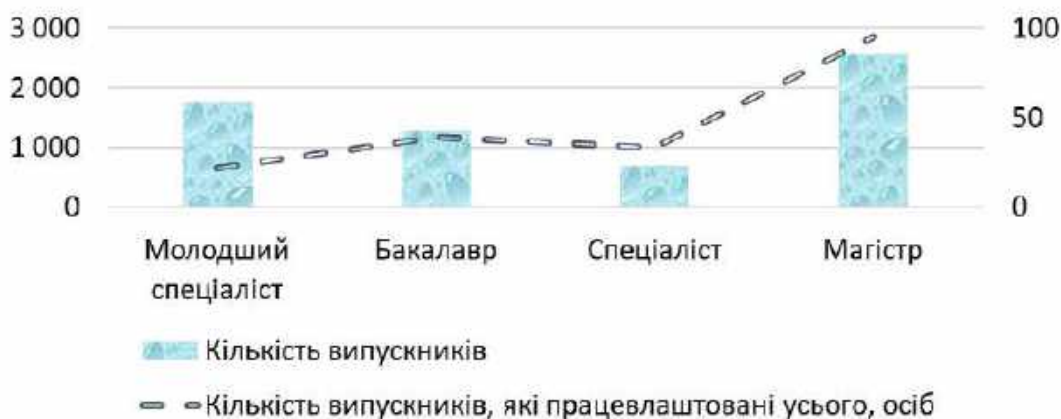 3 000
2 000
1 000
0
100
50
0
Молодший
спеціаліст
Бакалавр
Спеціаліст
Магістр
Кількість випускників
Кількість випускників, які працевлаштовані усього, осіб